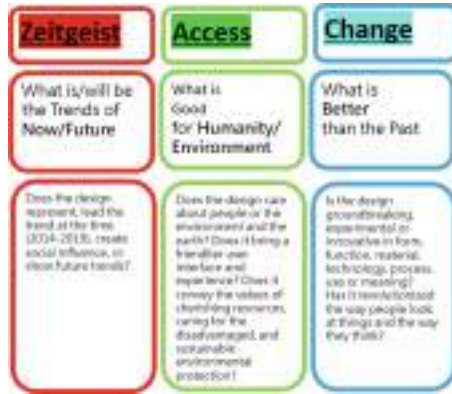 Zeitgeist
Access
Change
What is/will be
the Trends of
Now/Future
What is
Good
for Humanity/
Environment
What is
Better
than the Past
Does the design
represent, lead the
trend at the time
(2014-2019), create
social influence, or
show future trends?
Does the design care
about people or the
environment and the
earth? Does it bring a
friendlier user
interface and
experience? Does it
convey the values of
cherishing resources,
caring for the
disadvantaged, and
sustainable
environmental
protection?
Is the design
groundbreaking,
experimental or
innovative in form,
function, material,
technology, process,
use or meaning?
Has it revolutionized
the way people look
at things and the way
they think?